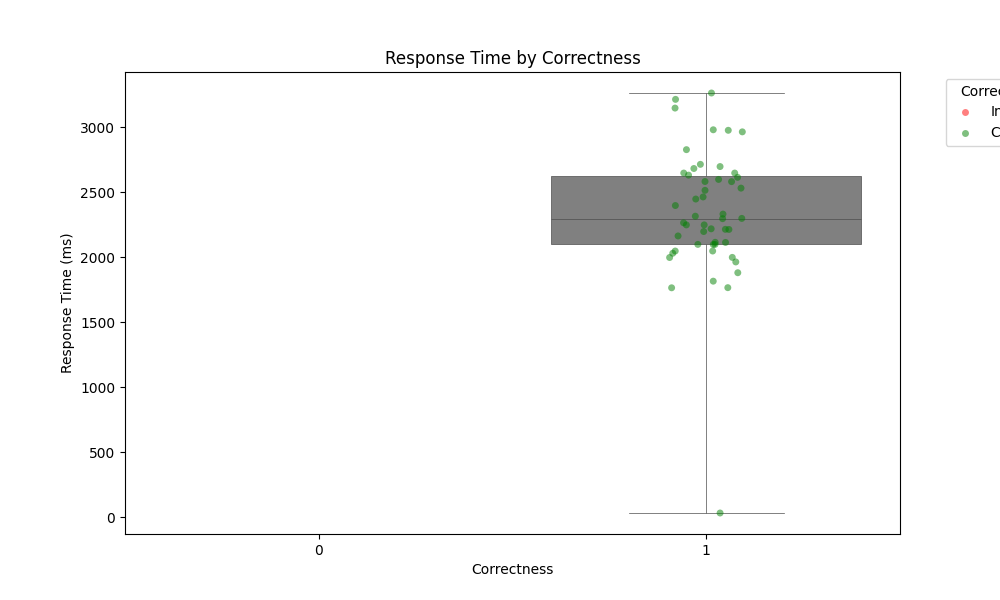 Response Time by Correctness
3000
2500
2000
1500
1000
500
0
Response Time (ms)
0
1
Correctness
Correc
In
C